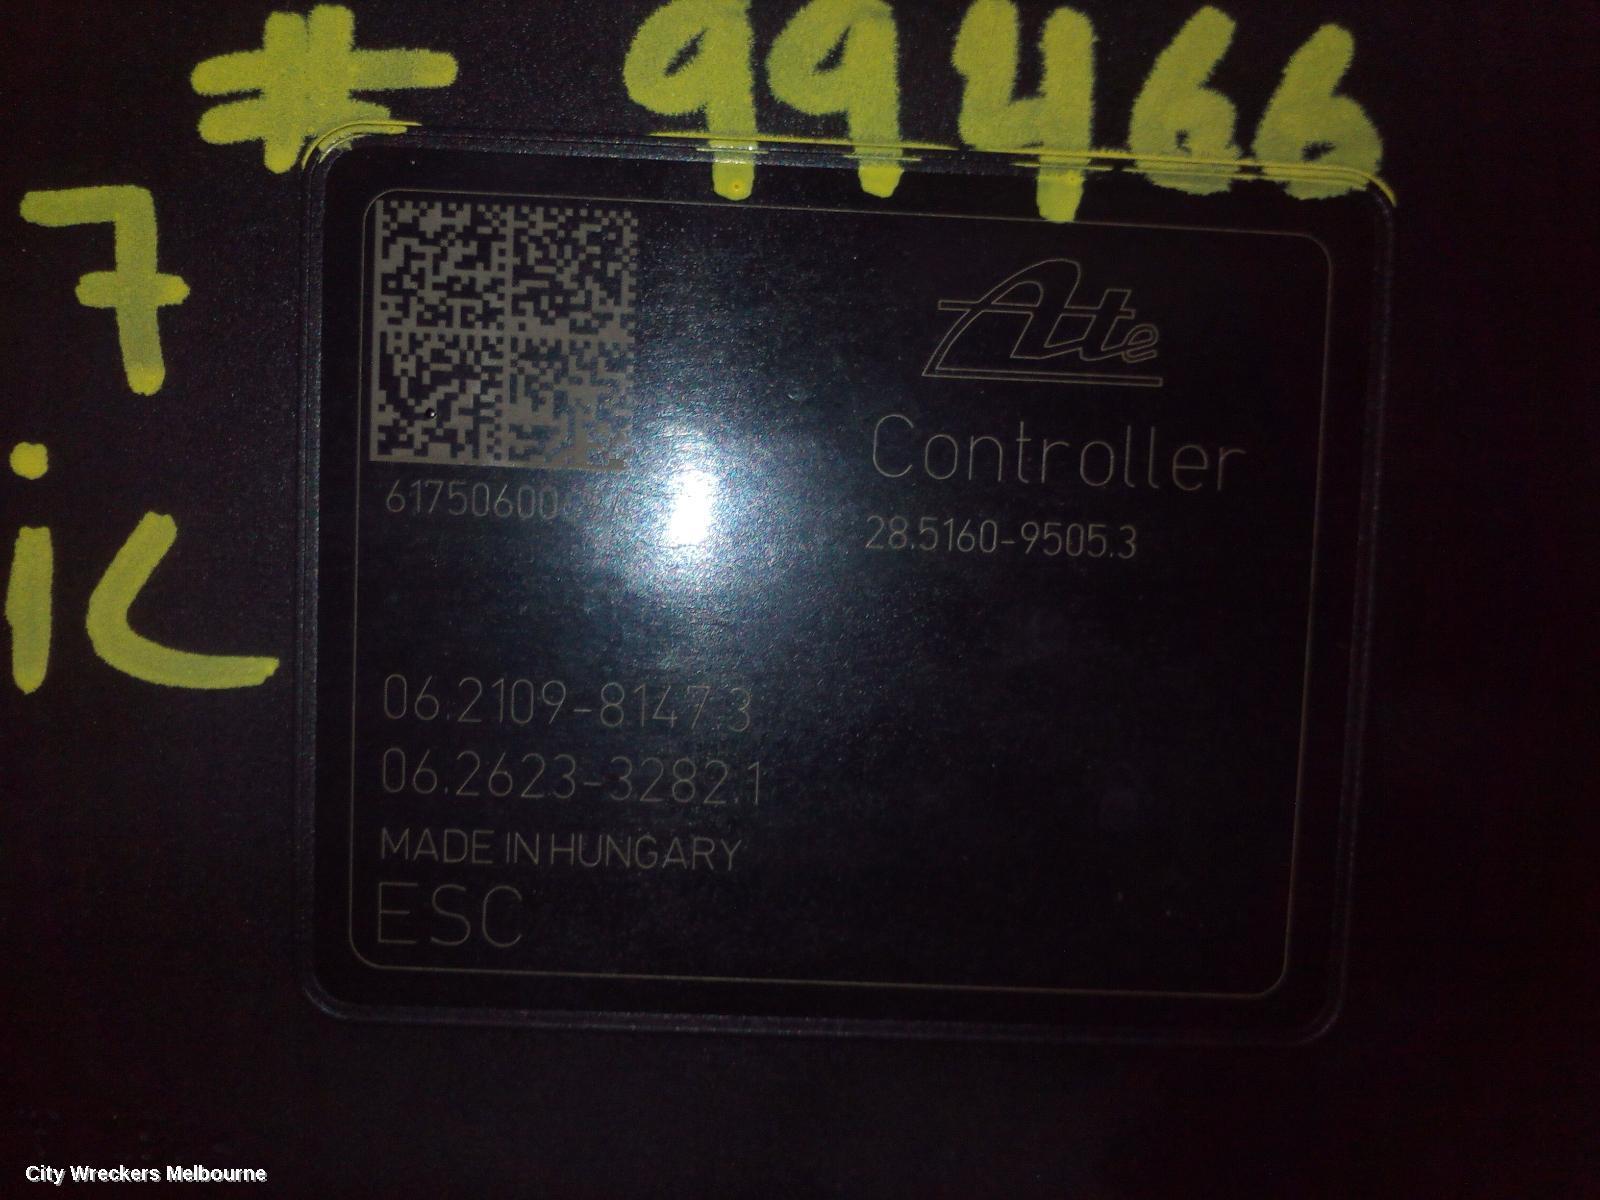 # 99466
7
iL
Ate
Controller
28.5160-9505.3
06.2109-8147.3
06.2623-3282.1
MADE IN HUNGARY
ESC
City Wreckers Melbourne